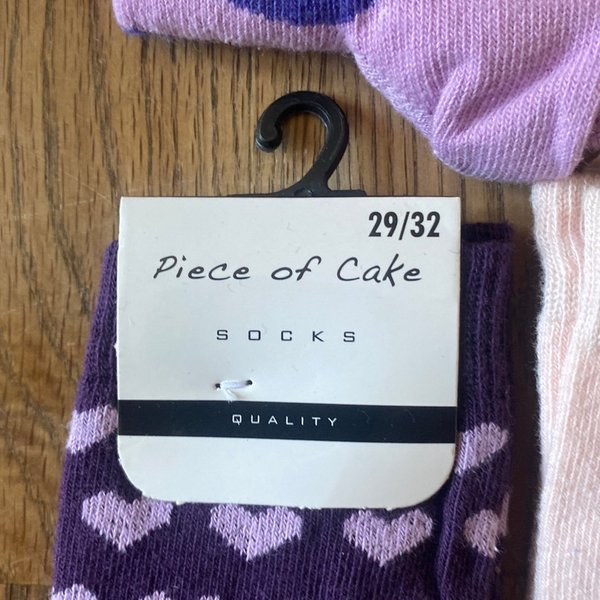 29/32
Piece of Cake
SOCKS
QUALITY